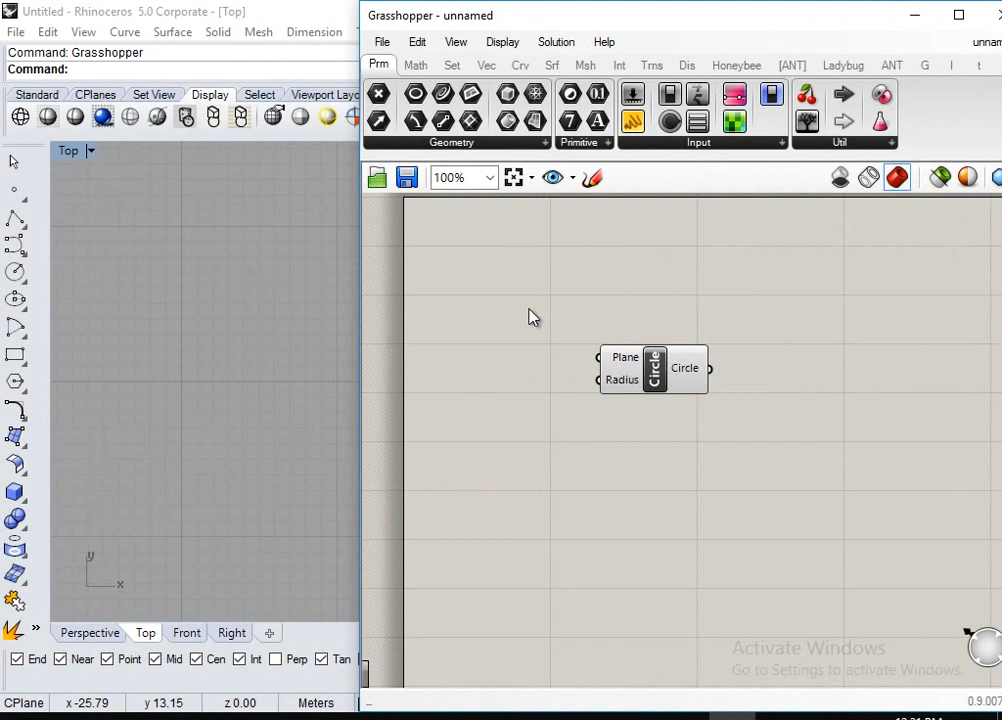 Untitled - Rhinoceros 5.0 Corporate - [Top]
File Edit View Curve Surface Solid Mesh Dimension
Command: Grasshopper
Command:
Standard CPlanes Set View Display Select Viewport Layo
Top
y
x
Perspective Top Front Right
End Near Point Mid Cen Int Perp Tan
CPlane x -25.79 y 13.15 z 0.00 Meters
Grasshopper - unnamed
File Edit View Display Solution Help unnam
Prm Math Set Vec Crv Srf Msh Int Trns Dis Honeybee [ANT] Ladybug ANT G I t
Geometry Primitive Input Util
100%
Plane
Radius
Circle
Circle
Activate Windows
Go to Settings to activate Windows.
0.9.007